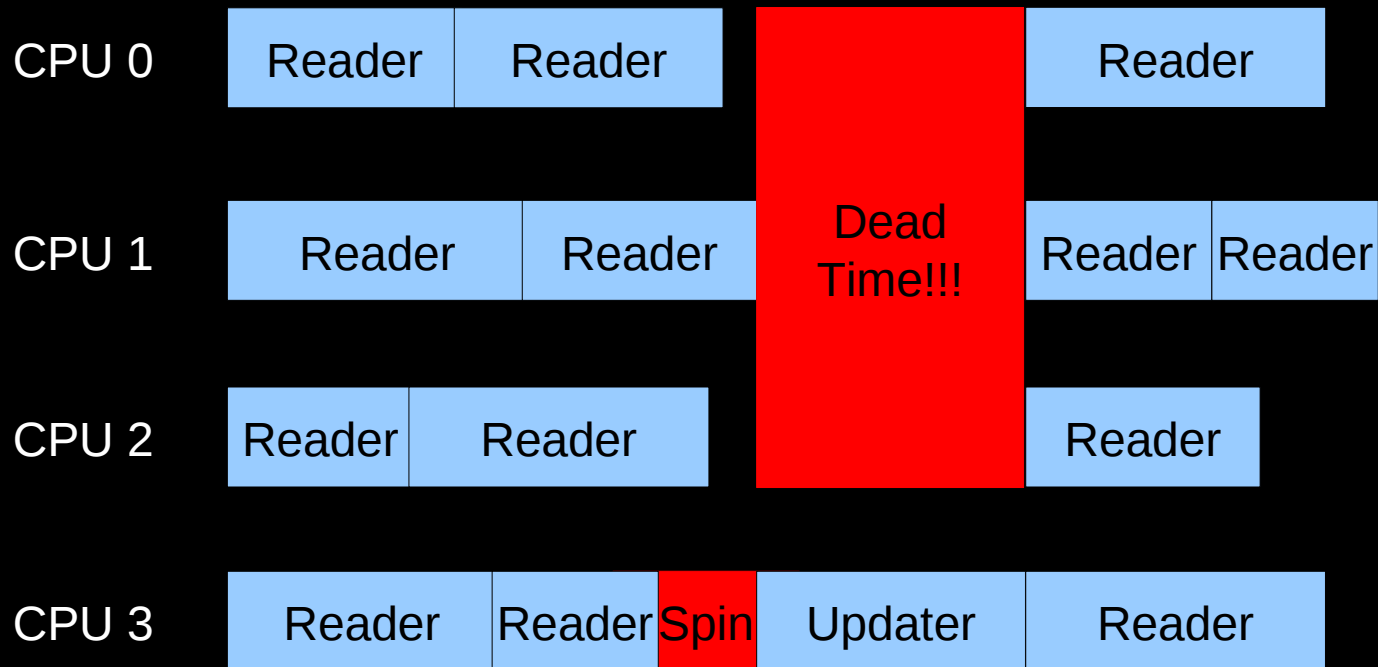 CPU 0 Reader Reader Reader
CPU 1 Reader Reader Dead Time!!! Reader Reader
CPU 2 Reader Reader Reader
CPU 3 Reader Reader Spin Updater Reader